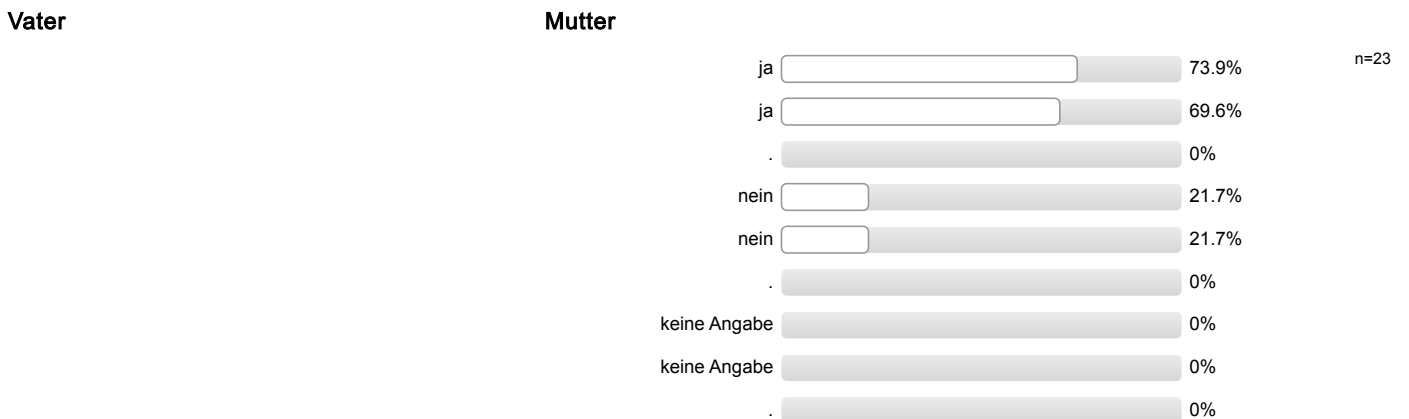 Vater Mutter
ja 73.9% n=23
ja 69.6%
. 0%
nein 21.7%
nein 21.7%
. 0%
keine Angabe 0%
keine Angabe 0%
. 0%